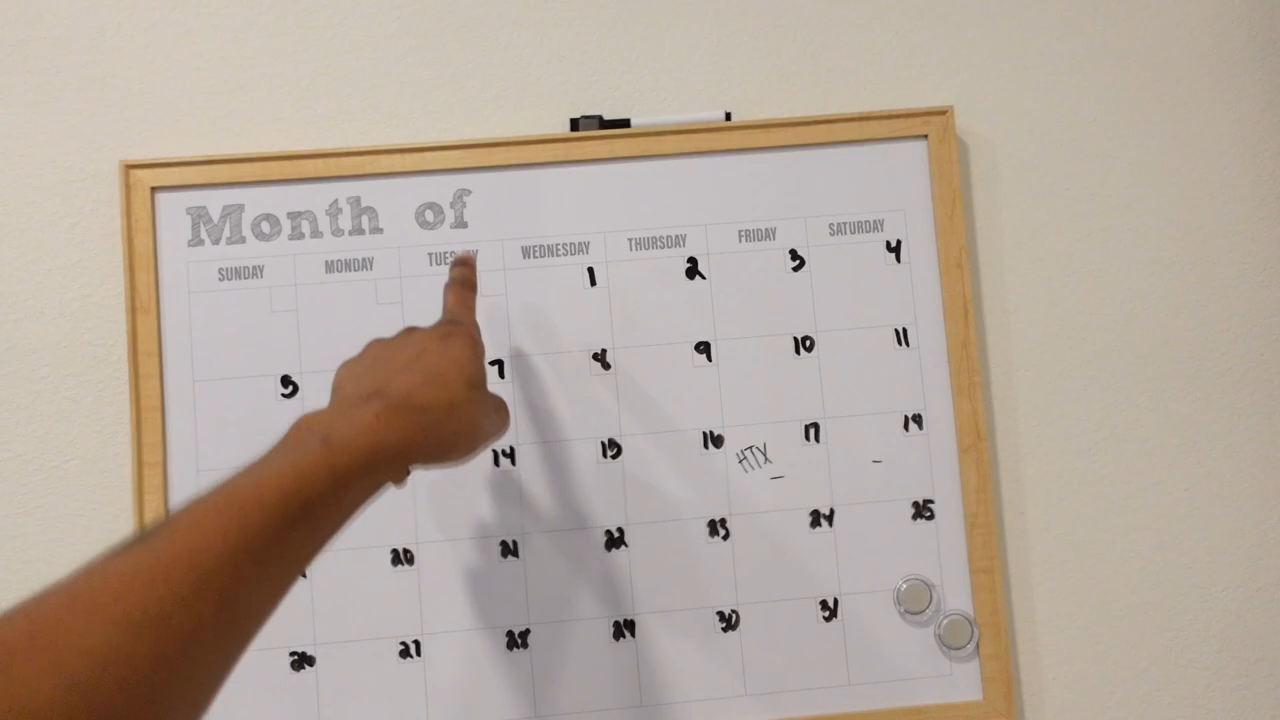 Month of
SUNDAY MONDAY WEDNESDAY THURSDAY FRIDAY SATURDAY
1 2 3 4
5 7 8 9 10 11
14 15 16 HTX 17 19
20 21 22 23 24 25
26 27 28 29 30 31